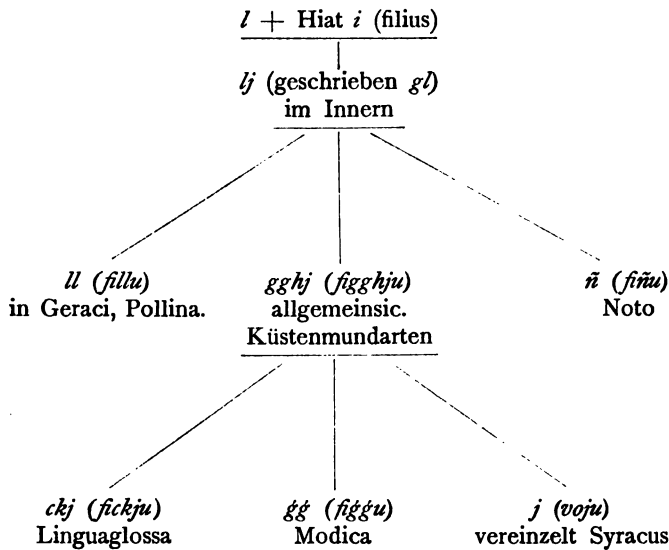 l + Hiat i (filius)
lj (geschrieben gl)
im Innern
ll (fillu)
in Geraci, Pollina.
gghj (figghju)
allgemeinsic.
Küstenmundarten
ñ (fiñu)
Noto
ckj (fickju)
Linguaglossa
ġġ (fiġġu)
Modica
j (voju)
vereinzelt Syracus